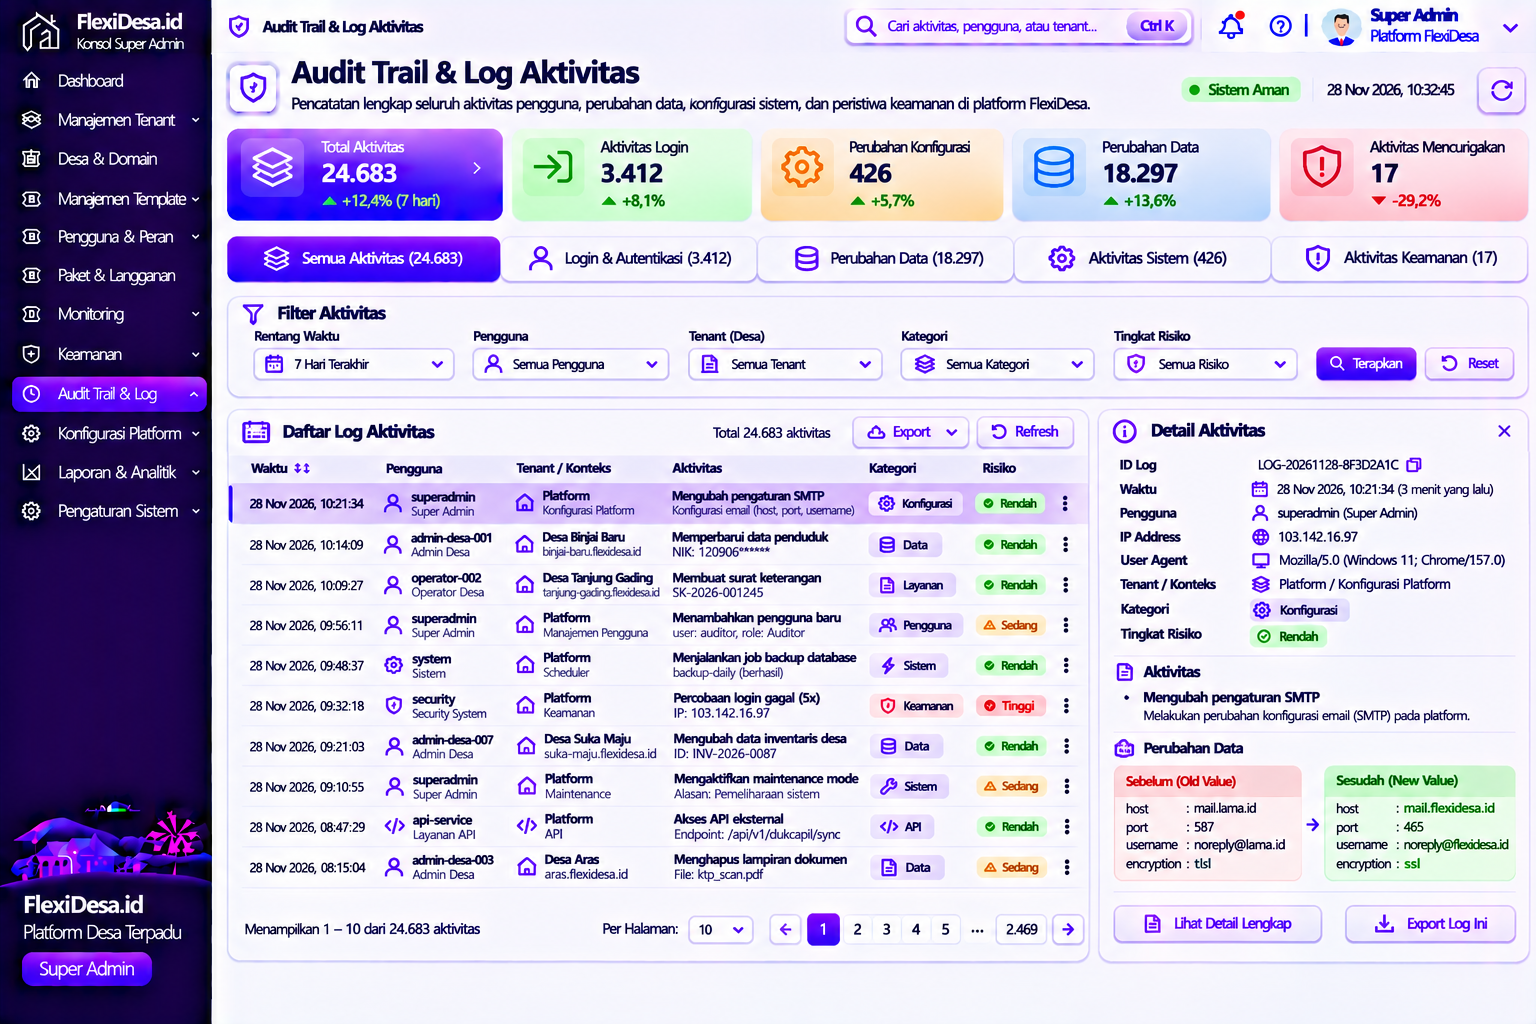 FlexiDesa.id
Konsol Super Admin
Dashboard
Manajemen Tenant
Desa & Domain
Manajemen Template
Pengguna & Peran
Paket & Langganan
Monitoring
Keamanan
Audit Trail & Log
Konfigurasi Platform
Laporan & Analitik
Pengaturan Sistem
FlexiDesa.id
Platform Desa Terpadu
Super Admin
Audit Trail & Log Aktivitas
Cari aktivitas, pengguna, atau tenant... Ctrl K
Super Admin
Platform FlexiDesa
Audit Trail & Log Aktivitas
Pencatatan lengkap seluruh aktivitas pengguna, perubahan data, konfigurasi sistem, dan peristiwa keamanan di platform FlexiDesa.
Sistem Aman
28 Nov 2026, 10:32:45
Total Aktivitas
24.683
+12,4% (7 hari)
Aktivitas Login
3.412
+8,1%
Perubahan Konfigurasi
426
+5,7%
Perubahan Data
18.297
+13,6%
Aktivitas Mencurigakan
17
-29,2%
Semua Aktivitas (24.683)
Login & Autentikasi (3.412)
Perubahan Data (18.297)
Aktivitas Sistem (426)
Aktivitas Keamanan (17)
Filter Aktivitas
Rentang Waktu
7 Hari Terakhir
Pengguna
Semua Pengguna
Tenant (Desa)
Semua Tenant
Kategori
Semua Kategori
Tingkat Risiko
Semua Risiko
Terapkan
Reset
Daftar Log Aktivitas
Total 24.683 aktivitas
Export
Refresh
Waktu Pengguna Tenant / Konteks Aktivitas Kategori Risiko
28 Nov 2026, 10:21:34 superadmin Platform Mengubah pengaturan SMTP Konfigurasi Rendah
Super Admin Konfigurasi Platform Konfigurasi email (host, port, username)
28 Nov 2026, 10:14:09 admin-desa-001 Desa Binjai Baru Memperbarui data penduduk Data Rendah
Admin Desa binjai-baru.flexidesa.id NIK: 120906******
28 Nov 2026, 10:09:27 operator-002 Desa Tanjung Gading Membuat surat keterangan Layanan Rendah
Operator Desa tanjung-gading.flexidesa.id SK-2026-001245
28 Nov 2026, 09:56:11 superadmin Platform Menambahkan pengguna baru Pengguna Sedang
Super Admin Manajemen Pengguna user: auditor, role: Auditor
28 Nov 2026, 09:48:37 system Platform Menjalankan job backup database Sistem Rendah
Sistem Scheduler backup-daily (berhasil)
28 Nov 2026, 09:32:18 security Platform Percobaan login gagal (5x) Keamanan Tinggi
Security System Keamanan IP: 103.142.16.97
28 Nov 2026, 09:21:03 admin-desa-007 Desa Suka Maju Mengubah data inventaris desa Data Rendah
Admin Desa suka-maju.flexidesa.id ID: INV-2026-0087
28 Nov 2026, 09:10:55 superadmin Platform Mengaktifkan maintenance mode Sistem Sedang
Super Admin Maintenance Alasan: Pemeliharaan sistem
28 Nov 2026, 08:47:29 api-service Platform Akses API eksternal API Rendah
Layanan API API Endpoint: /api/v1/dukcapil/sync
28 Nov 2026, 08:15:04 admin-desa-003 Desa Aras Menghapus lampiran dokumen Data Sedang
Admin Desa aras.flexidesa.id File: ktp_scan.pdf
Menampilkan 1 – 10 dari 24.683 aktivitas
Per Halaman: 10
1 2 3 4 5 ... 2.469
Detail Aktivitas
ID Log LOG-20261128-8F3D2A1C
Waktu 28 Nov 2026, 10:21:34 (3 menit yang lalu)
Pengguna superadmin (Super Admin)
IP Address 103.142.16.97
User Agent Mozilla/5.0 (Windows 11; Chrome/157.0)
Tenant / Konteks Platform / Konfigurasi Platform
Kategori Konfigurasi
Tingkat Risiko Rendah
Aktivitas
• Mengubah pengaturan SMTP
Melakukan perubahan konfigurasi email (SMTP) pada platform.
Perubahan Data
Sebelum (Old Value)
host : mail.lama.id
port : 587
username : noreply@lama.id
encryption : tlsl
Sesudah (New Value)
host : mail.flexidesa.id
port : 465
username : noreply@flexidesa.id
encryption : ssl
Lihat Detail Lengkap
Export Log Ini